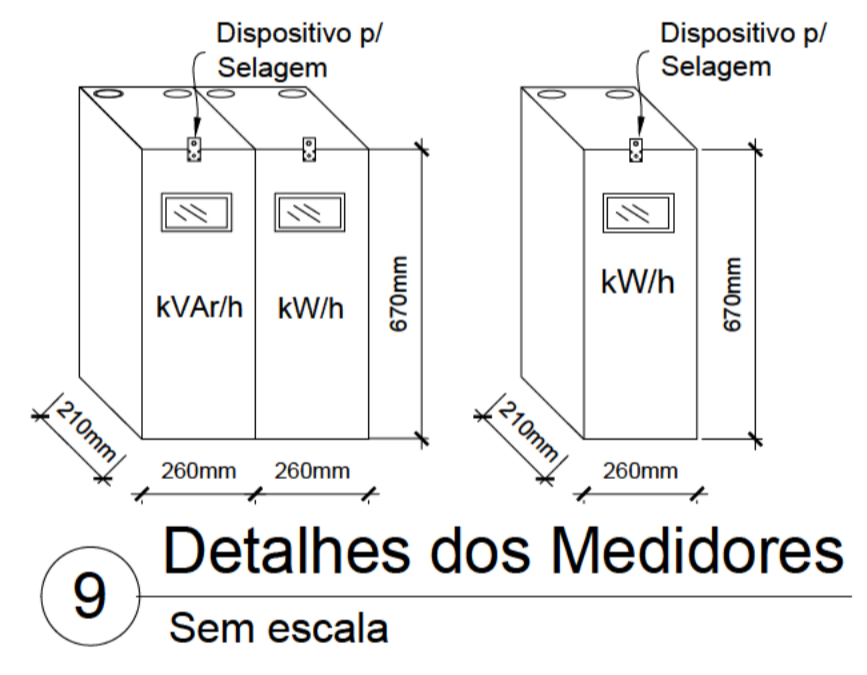 Dispositivo p/
Selagem
Dispositivo p/
Selagem
kVAr/h
kW/h
670mm
kW/h
670mm
210mm
260mm
260mm
210mm
260mm
9
Detalhes dos Medidores
Sem escala